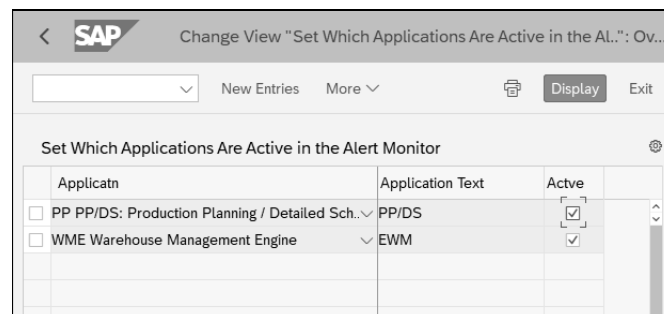 SAP Change View "Set Which Applications Are Active in the Al..": Ov...
New Entries More Display Exit
Set Which Applications Are Active in the Alert Monitor
Applicatn Application Text Actve
PP PP/DS: Production Planning / Detailed Sch.. PP/DS
WME Warehouse Management Engine EWM